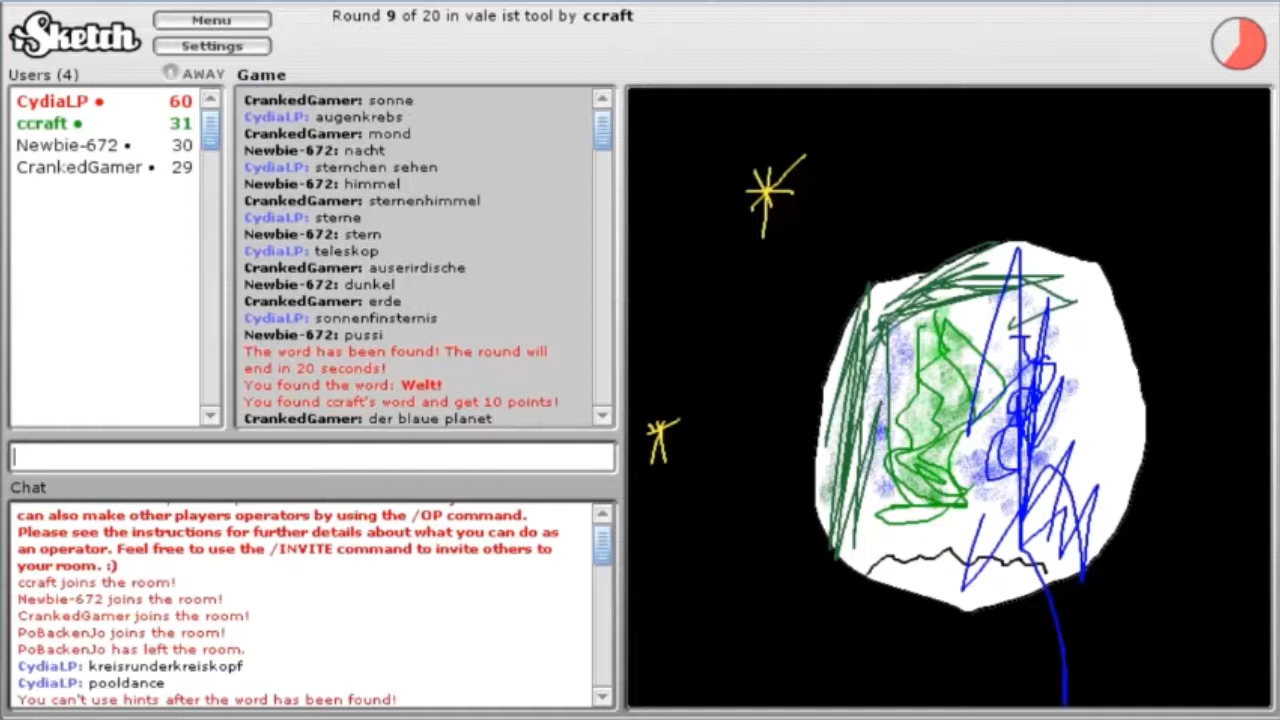 iSketch
Menu
Settings
Round 9 of 20 in vale ist tool by ccraft
Users (4)
AWAY
Game
CydiaLP • 60
ccraft • 31
Newbie-672 • 30
CrankedGamer • 29
CrankedGamer: sonne
CydiaLP: augenkrebs
CrankedGamer: mond
Newbie-672: nacht
CydiaLP: sternchen sehen
Newbie-672: himmel
CrankedGamer: sternenhimmel
CydiaLP: sterne
Newbie-672: stern
CydiaLP: teleskop
CrankedGamer: auserirdische
Newbie-672: dunkel
CrankedGamer: erde
CydiaLP: sonnenfinsternis
Newbie-672: pussi
The word has been found! The round will
end in 20 seconds!
You found the word: Welt!
You found ccraft's word and get 10 points!
CrankedGamer: der blaue planet
Chat
can also make other players operators by using the /OP command.
Please see the instructions for further details about what you can do as
an operator. Feel free to use the /INVITE command to invite others to
your room. :)
ccraft joins the room!
Newbie-672 joins the room!
CrankedGamer joins the room!
PoBackenJo joins the room!
PoBackenJo has left the room.
CydiaLP: kreisrunderkreiskopf
CydiaLP: pooldance
You can't use hints after the word has been found!